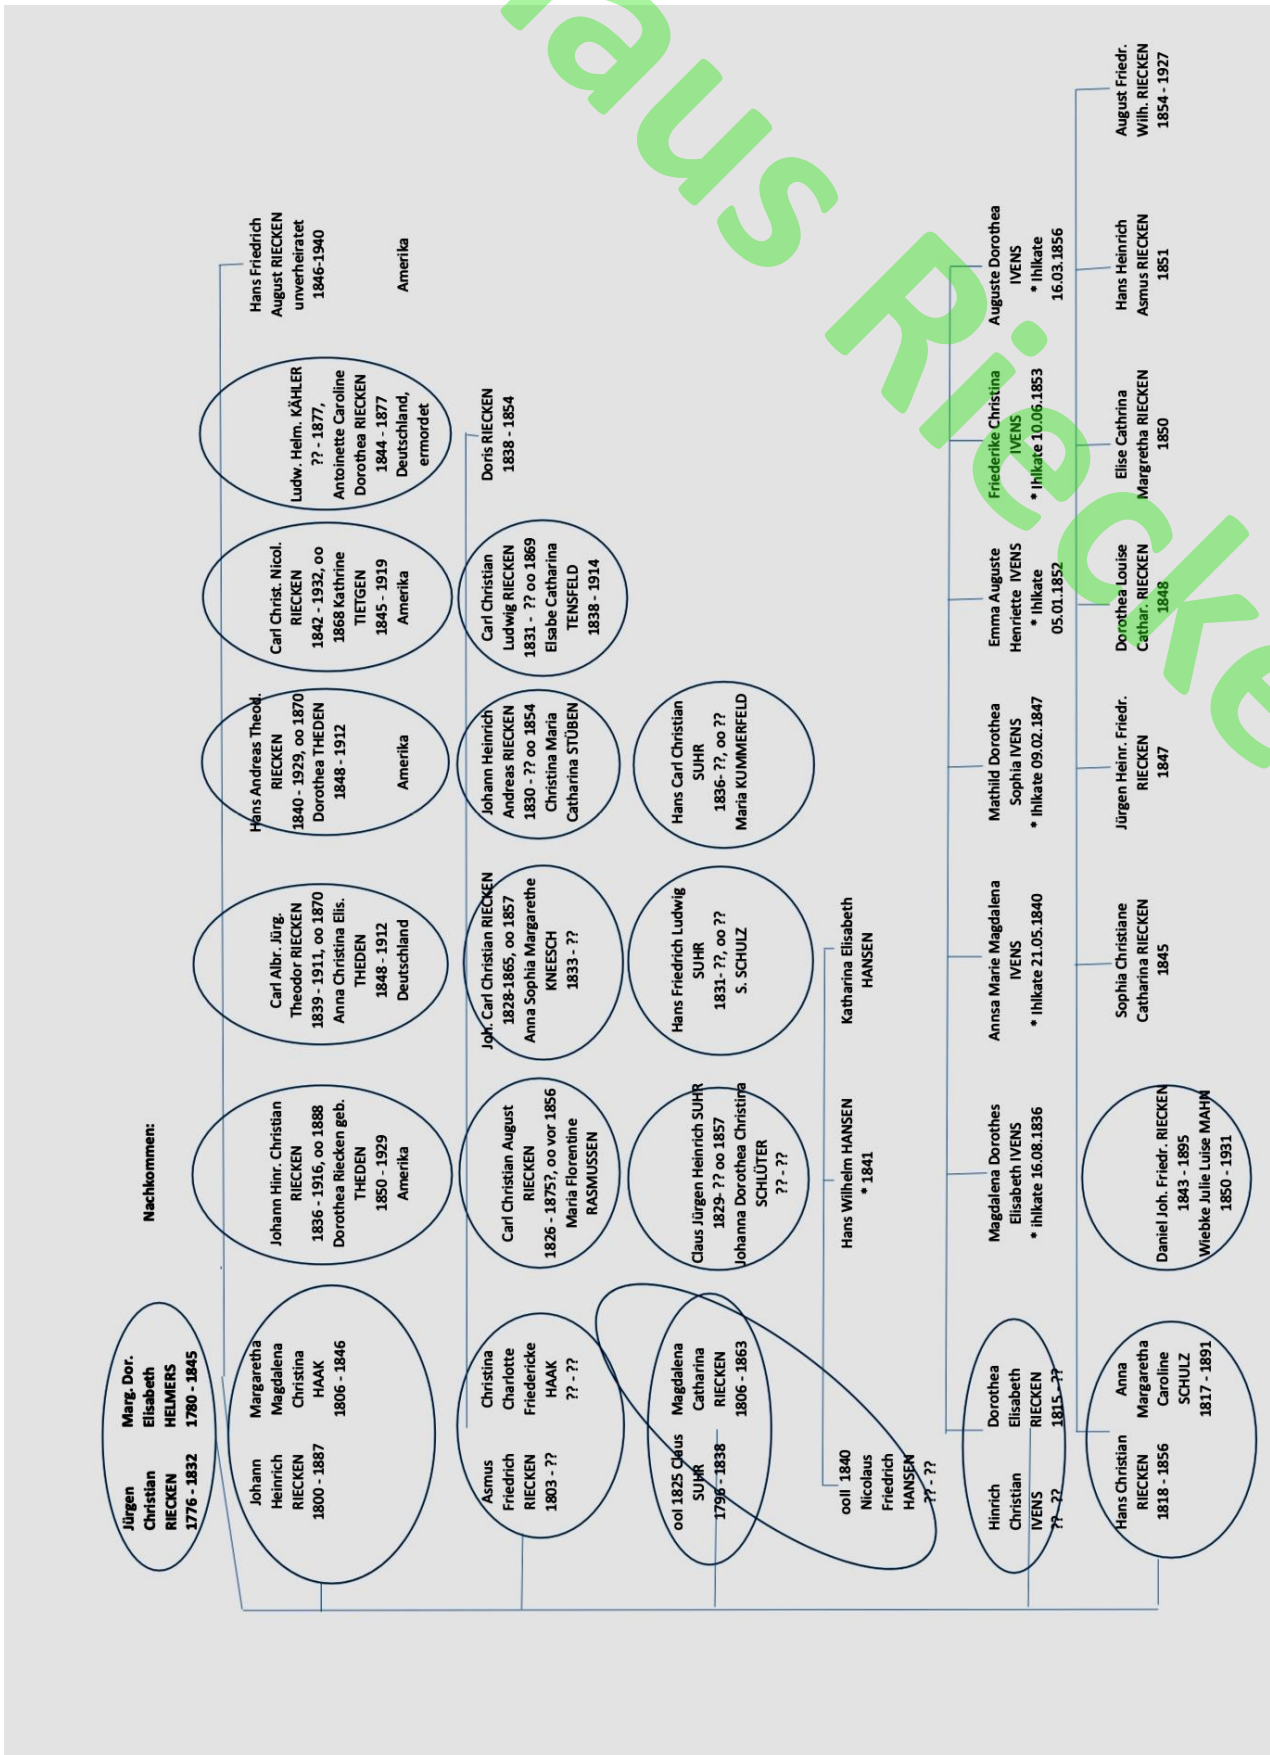 Jürgen
Christian
RIECKEN
1776 - 1832
Marg. Dor.
Elisabeth
HELMERS
1780 - 1845
Nachkommen:
Johann
Heinrich
RIECKEN
1800 - 1887
Margaretha
Magdalena
Christina
HAAK
1806 - 1846
Johann Hinr. Christian
RIECKEN
1836 - 1916, oo 1888
Dorothea Riecken geb.
THEDEN
1850 - 1929
Amerika
Carl Albr. Jürg.
Theodor RIECKEN
1839 - 1911, oo 1870
Anna Christina Elis.
THEDEN
1848 - 1912
Deutschland
Hans Andreas Theod.
RIECKEN
1840 - 1929, oo 1870
Dorothea THEDEN
1848 - 1912
Amerika
Carl Christ. Nicol.
RIECKEN
1842 - 1932, oo
1868 Kathrine
TIETGEN
1845 - 1919
Amerika
Ludw. Helm. KÄHLER
?? - 1877,
Antoinette Caroline
Dorothea RIECKEN
1844 - 1877
Deutschland,
ermordet
Hans Friedrich
August RIECKEN
unverheiratet
1846-1940
Amerika
Asmus
Friedrich
RIECKEN
1803 - ??
Christina
Charlotte
Friedericke
HAAK
?? - ??
Carl Christian August
RIECKEN
1826 - 1875?, oo vor 1856
Maria Florentine
RASMUSSEN
Joh. Carl Christian RIECKEN
1828-1865, oo 1857
Anna Sophia Margarethe
KNEESCH
1833 - ??
Johann Heinrich
Andreas RIECKEN
1830 - ?? oo 1854
Christina Maria
Catharina STÜBEN
Carl Christian
Ludwig RIECKEN
1831 - ?? oo 1869
Elsabe Catharina
TENSFELD
1838 - 1914
Doris RIECKEN
1838 - 1854
ooI 1825 Claus
SUHR
1796 - 1838
Magdalena
Catharina
RIECKEN
1806 - 1863
Claus Jürgen Heinrich SUHR
1829- ?? oo 1857
Johanna Dorothea Christina
SCHLÜTER
?? - ??
Hans Friedrich Ludwig
SUHR
1831- ??, oo ??
S. SCHULZ
Hans Carl Christian
SUHR
1836- ??, oo ??
Maria KUMMERFELD
ooII 1840
Nicolaus
Friedrich
HANSEN
?? - ??
Hans Wilhelm HANSEN
* 1841
Katharina Elisabeth
HANSEN
Hinrich
Christian
IVENS
?? - ??
Dorothea
Elisabeth
RIECKEN
1815 - ??
Magdalena Dorothes
Elisabeth IVENS
* ihlkate 16.08.1836
Annsa Marie Magdalena
IVENS
* Ihlkate 21.05.1840
Mathild Dorothea
Sophia IVENS
* Ihlkate 09.02.1847
Emma Auguste
Henriette IVENS
* Ihlkate
05.01.1852
Friederike Christina
IVENS
* Ihlkate 10.06.1853
Auguste Dorothea
IVENS
* Ihlkate
16.03.1856
Hans Christian
RIECKEN
1818 - 1856
Anna
Margaretha
Caroline
SCHULZ
1817 - 1891
Daniel Joh. Friedr. RIECKEN
1843 - 1895
Wiebke Julie Luise MAHN
1850 - 1931
Sophia Christiane
Catharina RIECKEN
1845
Jürgen Heinr. Friedr.
RIECKEN
1847
Dorothea Louise
Cathar. RIECKEN
1848
Elise Cathrina
Margretha RIECKEN
1850
Hans Heinrich
Asmus RIECKEN
1851
August Friedr.
Wilh. RIECKEN
1854 - 1927
aus Riecke